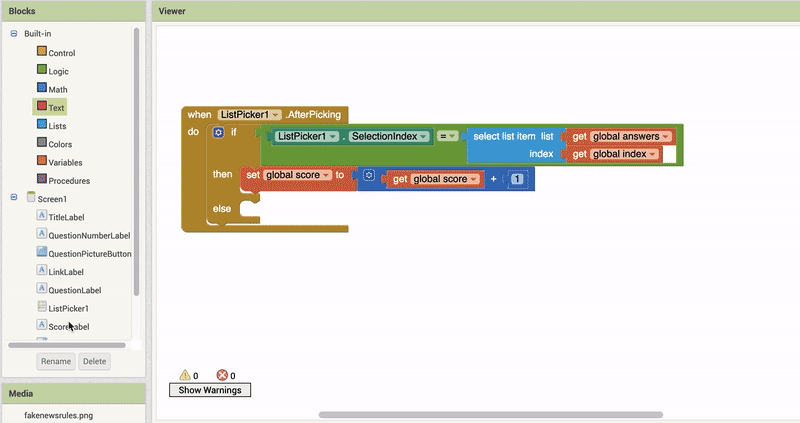 Blocks
Built-in
Control
Logic
Math
Text
Lists
Colors
Variables
Procedures
Screen1
TitleLabel
QuestionNumberLabel
QuestionPictureButton
LinkLabel
QuestionLabel
ListPicker1
ScoreLabel
Rename Delete
Media
fakenewsrules.png
Viewer
when ListPicker1 .AfterPicking
do if ListPicker1 . SelectionIndex = select list item list get global answers
index get global index
then set global score to get global score + 1
else
0 0
Show Warnings